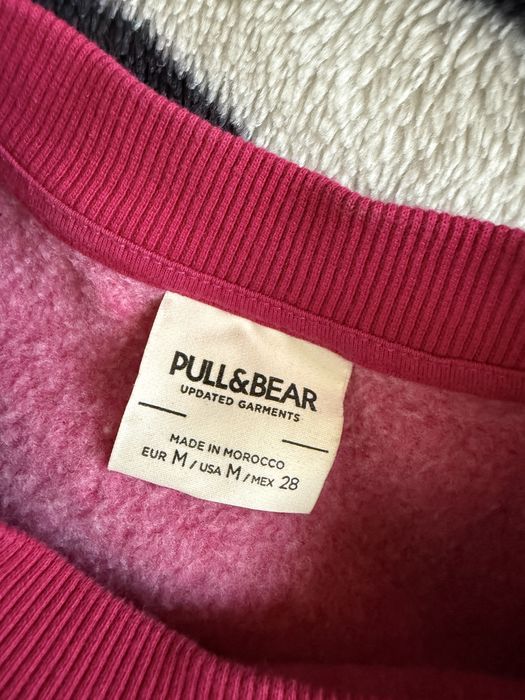 PULL&BEAR
UPDATED GARMENTS
MADE IN MOROCCO
EUR M / USA M / MEX 28